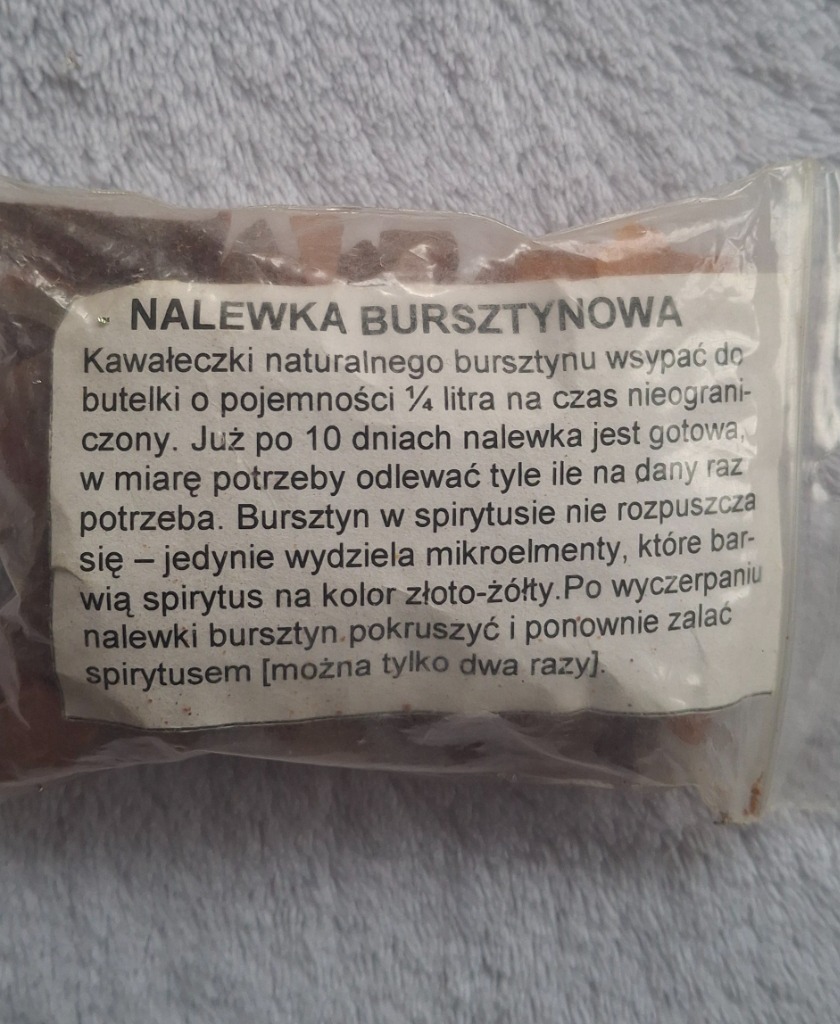 NALEWKA BURSZTYNOWA
Kawałeczki naturalnego bursztynu wsypać do
butelki o pojemności ¼ litra na czas nieograni-
czony. Już po 10 dniach nalewka jest gotowa,
w miarę potrzeby odlewać tyle ile na dany raz
potrzeba. Bursztyn w spirytusie nie rozpuszcza
się – jedynie wydziela mikroelmenty, które bar-
wią spirytus na kolor złoto-żółty.Po wyczerpaniu
nalewki bursztyn pokruszyć i ponownie zalać
spirytusem [można tylko dwa razy].